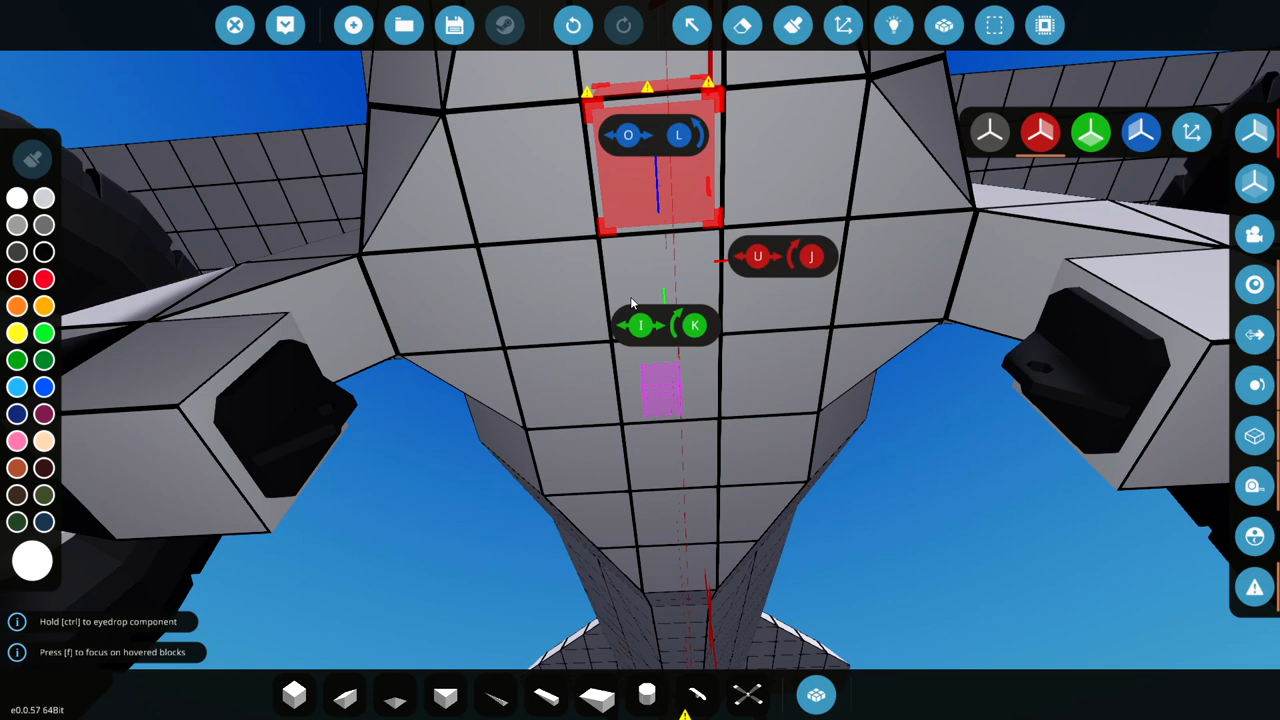 O L
U J
I K
Hold [ctrl] to eyedrop component
Press [f] to focus on hovered blocks
e0.0.57 64Bit